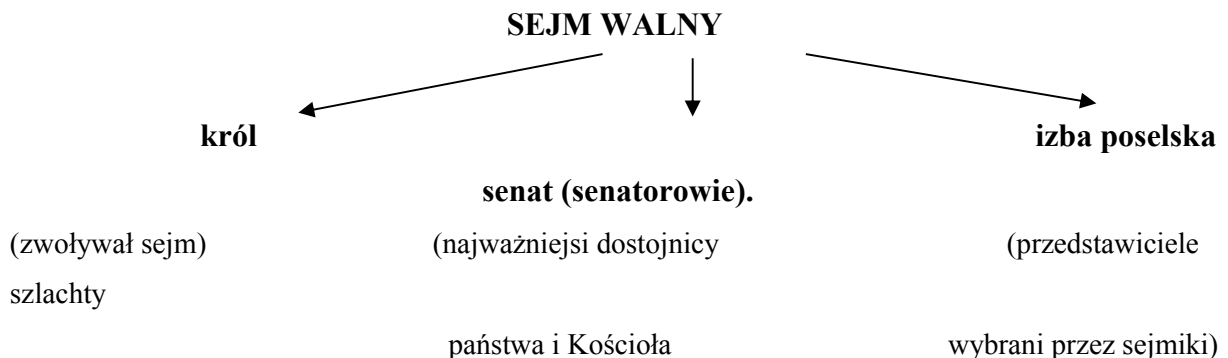 SEJM WALNY
król izba poselska
senat (senatorowie).
(zwoływał sejm) (najważniejsi dostojnicy (przedstawiciele
szlachty
państwa i Kościoła wybrani przez sejmiki)